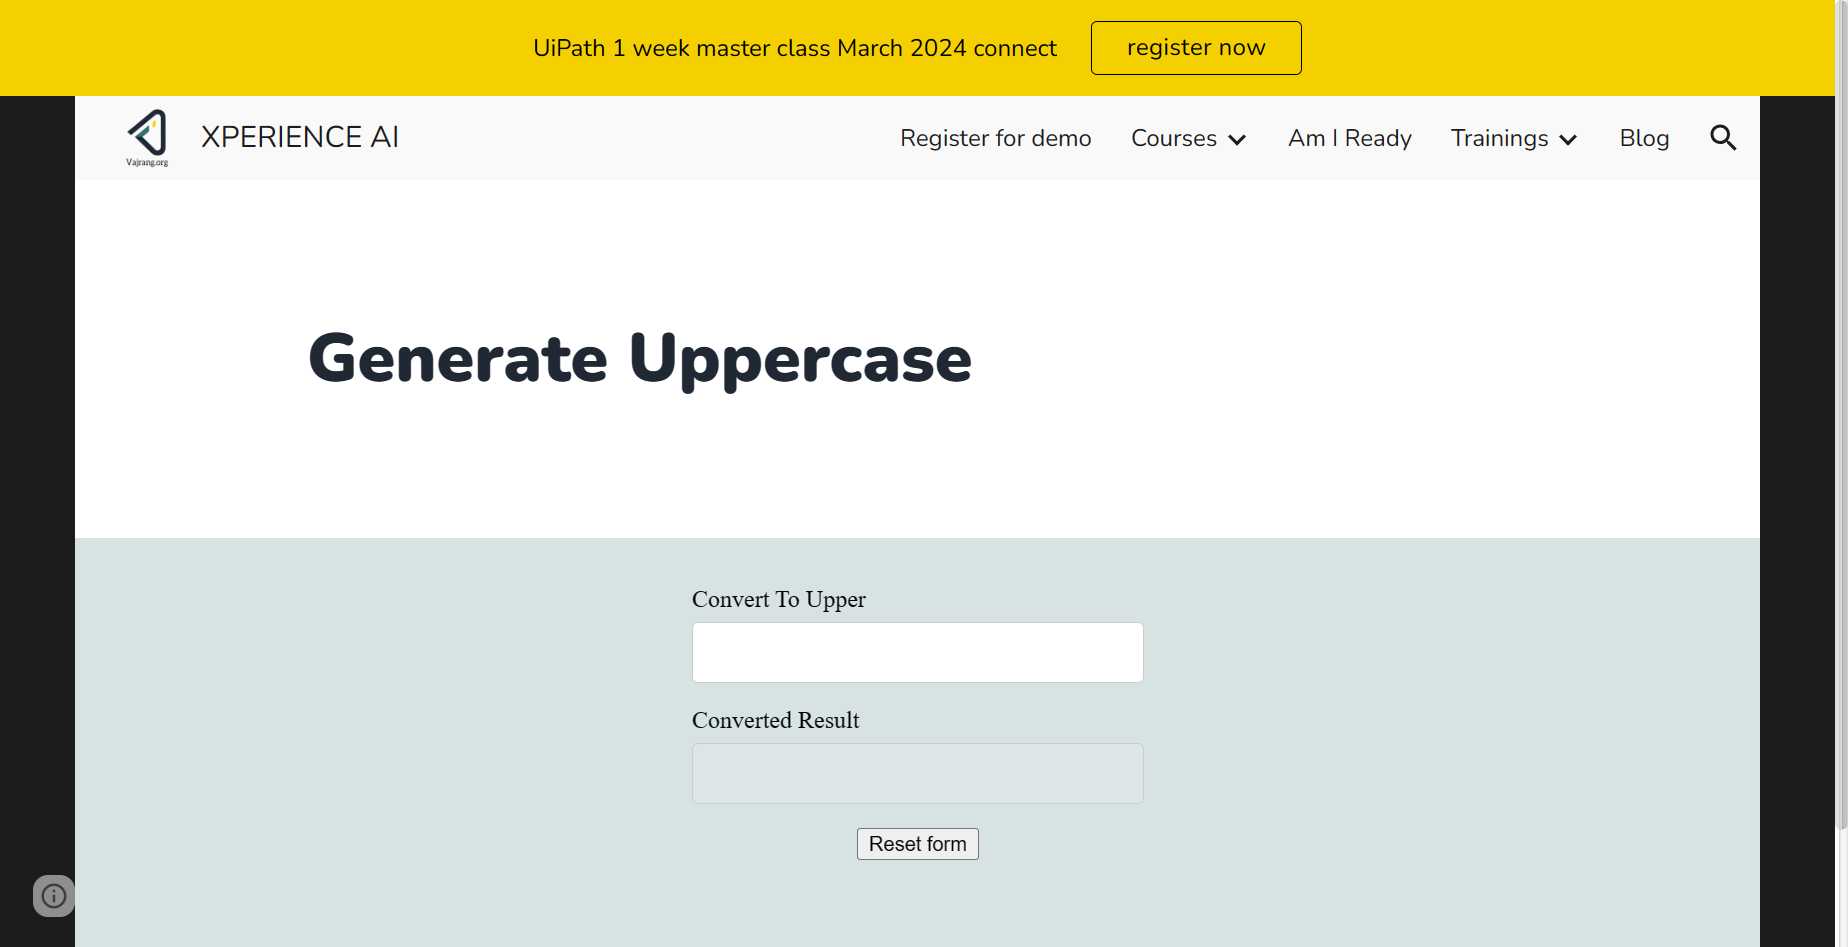 UiPath 1 week master class March 2024 connect register now
Vajrang.org
XPERIENCE AI Register for demo Courses Am I Ready Trainings Blog
Generate Uppercase
Convert To Upper
Converted Result
Reset form